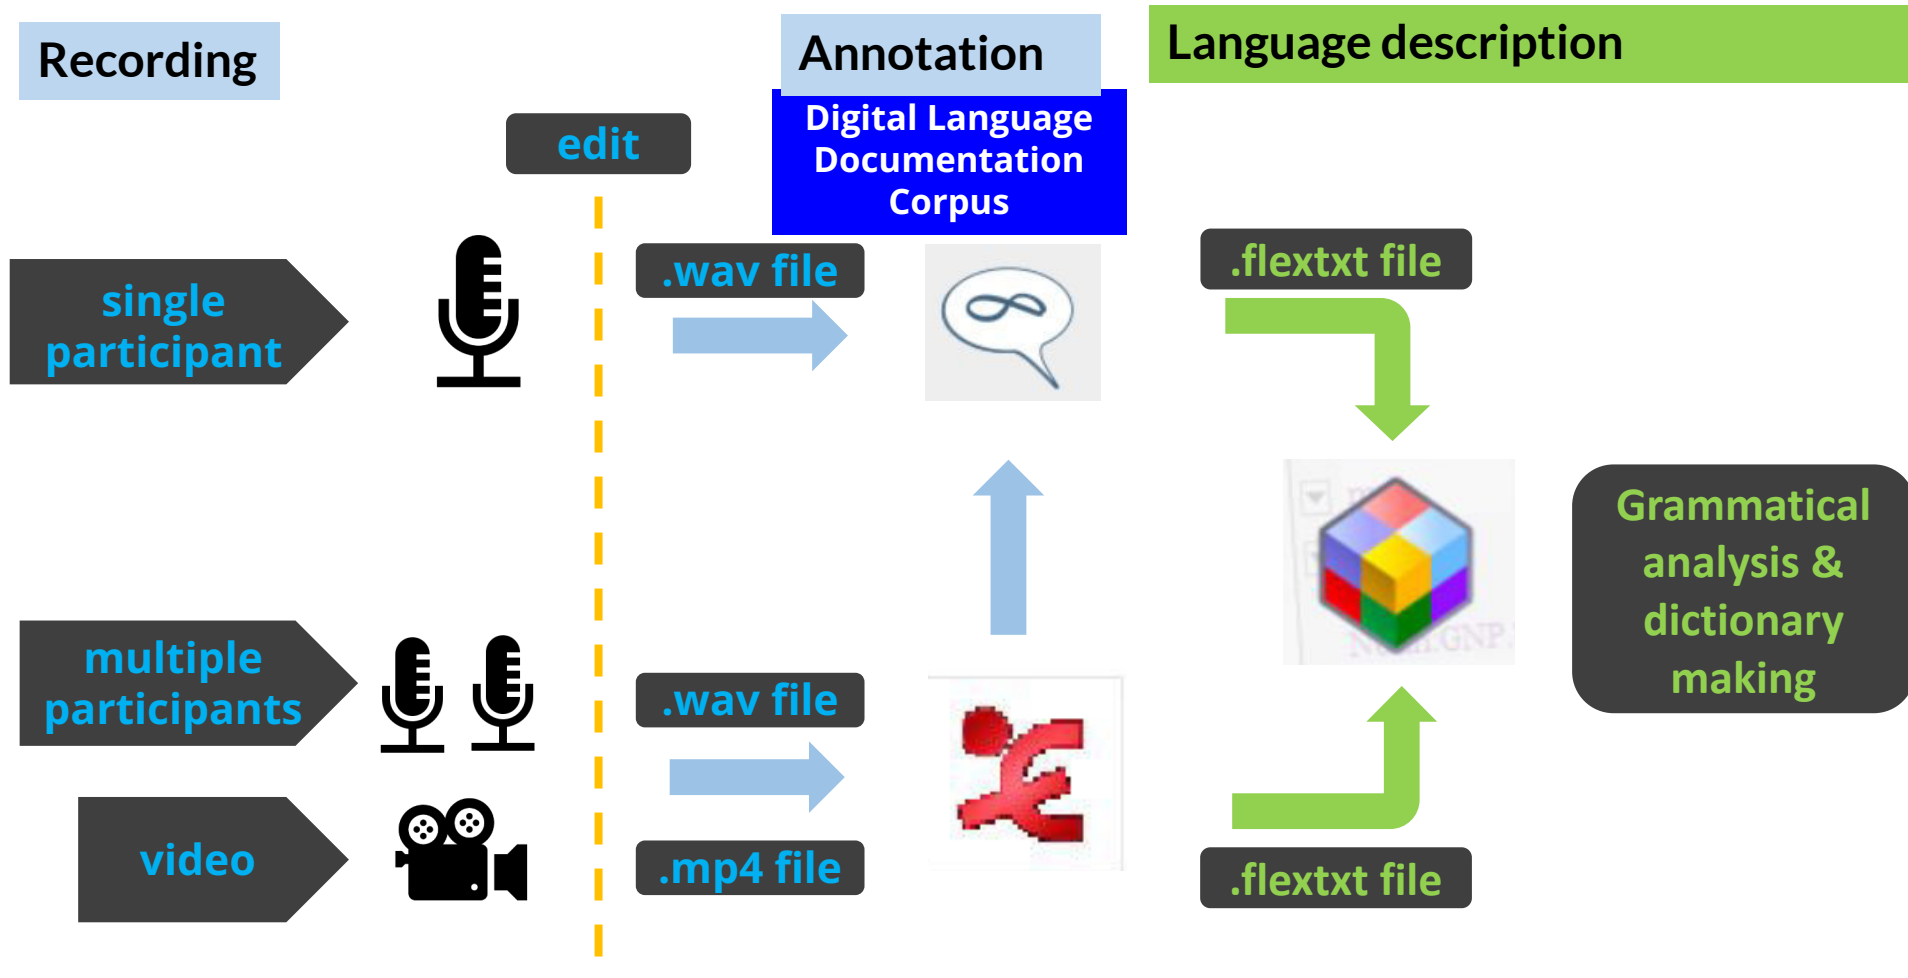 Recording
Annotation
Language description
Digital Language
Documentation
Corpus
edit
single
participant
.wav file
.flextxt file
Grammatical
analysis &
dictionary
making
multiple
participants
.wav file
video
.mp4 file
.flextxt file